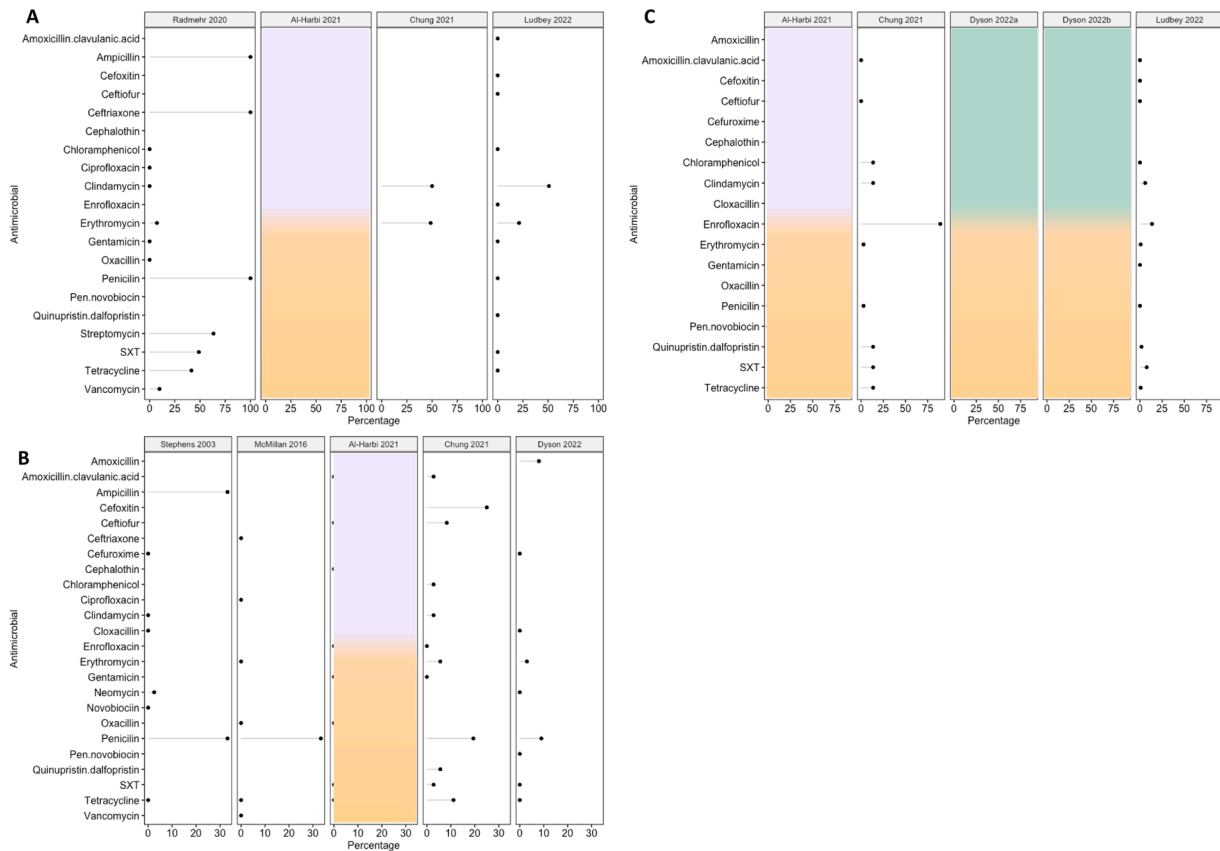 A
Radmehr 2020 Al-Harbi 2021 Chung 2021 Ludbey 2022
Antimicrobial
Amoxicillin.clavulanic.acid
Ampicillin
Cefoxitin
Ceftiofur
Ceftriaxone
Cephalothin
Chloramphenicol
Ciprofloxacin
Clindamycin
Enrofloxacin
Erythromycin
Gentamicin
Oxacillin
Penicilin
Pen.novobiocin
Quinupristin.dalfopristin
Streptomycin
SXT
Tetracycline
Vancomycin
0 25 50 75 100 0 25 50 75 100 0 25 50 75 100 0 25 50 75 100
Percentage
B
Stephens 2003 McMillan 2016 Al-Harbi 2021 Chung 2021 Dyson 2022
Antimicrobial
Amoxicillin
Amoxicillin.clavulanic.acid
Ampicillin
Cefoxitin
Ceftiofur
Ceftriaxone
Cefuroxime
Cephalothin
Chloramphenicol
Ciprofloxacin
Clindamycin
Cloxacillin
Enrofloxacin
Erythromycin
Gentamicin
Neomycin
Novobiociin
Oxacillin
Penicilin
Pen.novobiocin
Quinupristin.dalfopristin
SXT
Tetracycline
Vancomycin
0 10 20 30 0 10 20 30 0 10 20 30 0 10 20 30 0 10 20 30
Percentage
C
Al-Harbi 2021 Chung 2021 Dyson 2022a Dyson 2022b Ludbey 2022
Antimicrobial
Amoxicillin
Amoxicillin.clavulanic.acid
Cefoxitin
Ceftiofur
Cefuroxime
Cephalothin
Chloramphenicol
Clindamycin
Cloxacillin
Enrofloxacin
Erythromycin
Gentamicin
Oxacillin
Penicilin
Pen.novobiocin
Quinupristin.dalfopristin
SXT
Tetracycline
0 25 50 75 0 25 50 75 0 25 50 75 0 25 50 75 0 25 50 75
Percentage